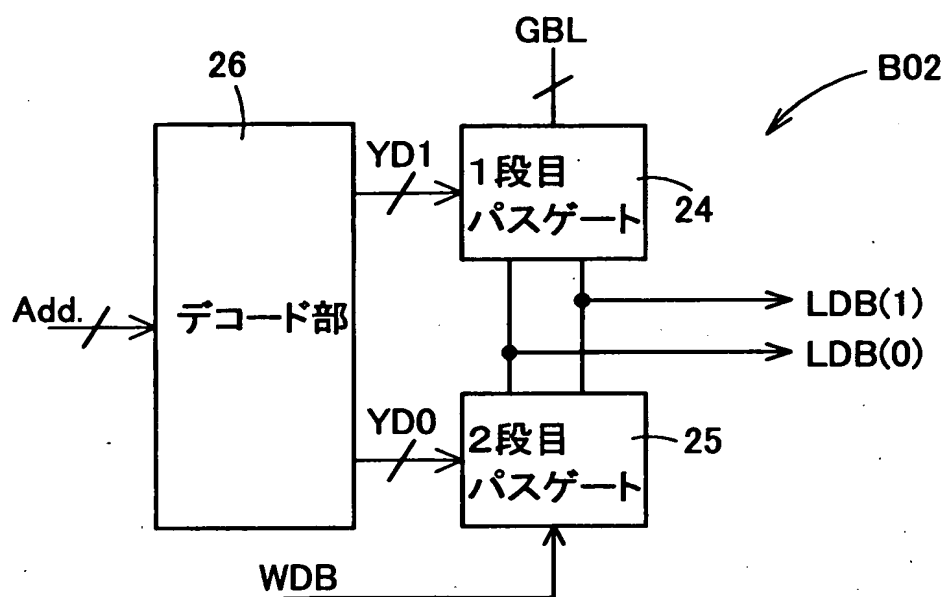 GBL
26
B02
YD1
1段目
パスゲート
24
Add.
デコード部
LDB(1)
LDB(0)
YD0
2段目
パスゲート
25
WDB